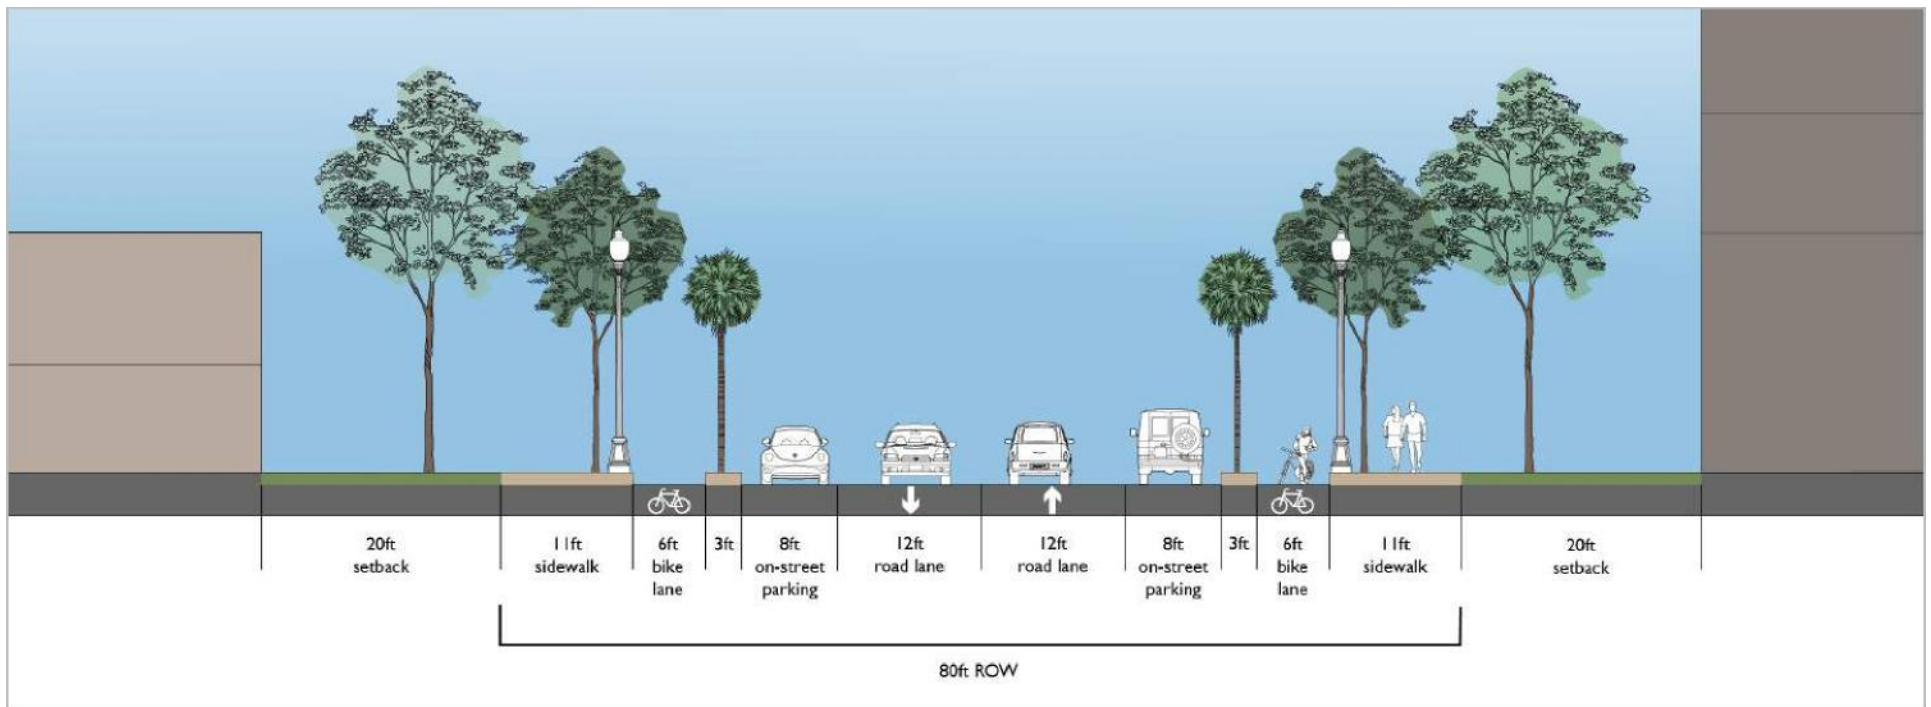 20ft
setback
11ft
sidewalk
6ft
bike
lane
3ft
8ft
on-street
parking
12ft
road lane
12ft
road lane
8ft
on-street
parking
3ft
6ft
bike
lane
11ft
sidewalk
20ft
setback
80ft ROW